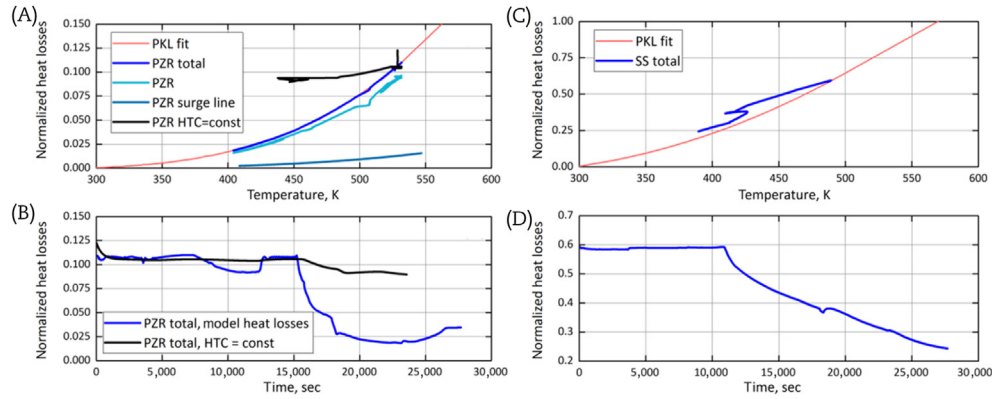 (A)
Normalized heat losses
0.150
0.125
0.100
0.075
0.050
0.025
0.000
PKL fit
PZR total
PZR
PZR surge line
PZR HTC=const
300
350
400
450
500
550
600
Temperature, K
(C)
Normalized heat losses
1.00
0.75
0.50
0.25
0.00
PKL fit
SS total
300
400
500
600
Temperature, K
(B)
Normalized heat losses
0.150
0.125
0.100
0.075
0.050
0.025
0.000
PZR total, model heat losses
PZR total, HTC = const
0
5,000
10,000
15,000
20,000
25,000
30,000
Time, sec
(D)
Normalized heat losses
0.7
0.6
0.5
0.4
0.3
0.2
0
5,000
10,000
15,000
20,000
25,000
30,000
Time, sec